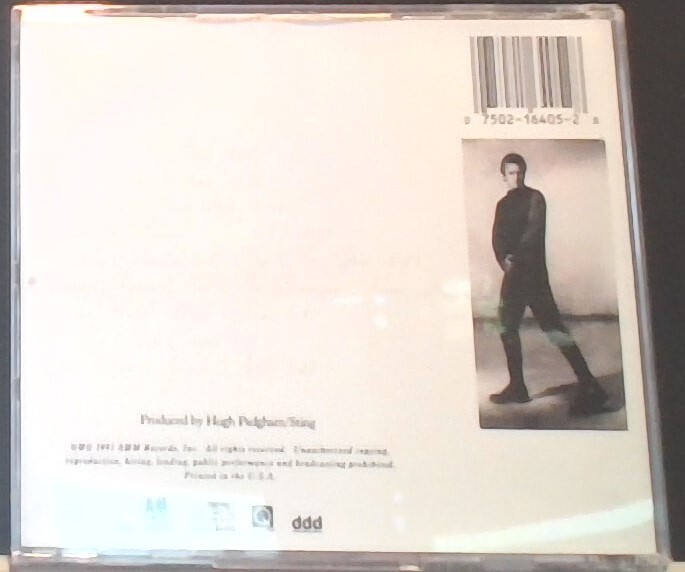 0 7502-16405-2 8
Produced by Hugh Padgham/Sting
1991 A&M Records, Inc. All rights reserved. Unauthorized copying,
reproduction, hiring, lending, public performance and broadcasting prohibited.
Printed in the U.S.A.
ddd